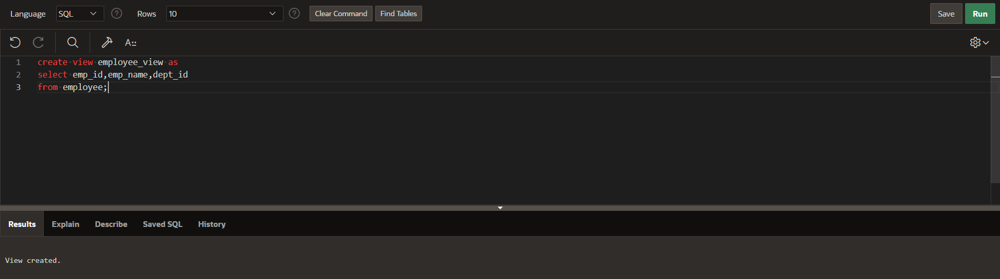 Language SQL ? Rows 10 ? Clear Command Find Tables Save Run
A
1 create view employee_view as
2 select emp_id,emp_name,dept_id
3 from employee;
Results Explain Describe Saved SQL History
View created.